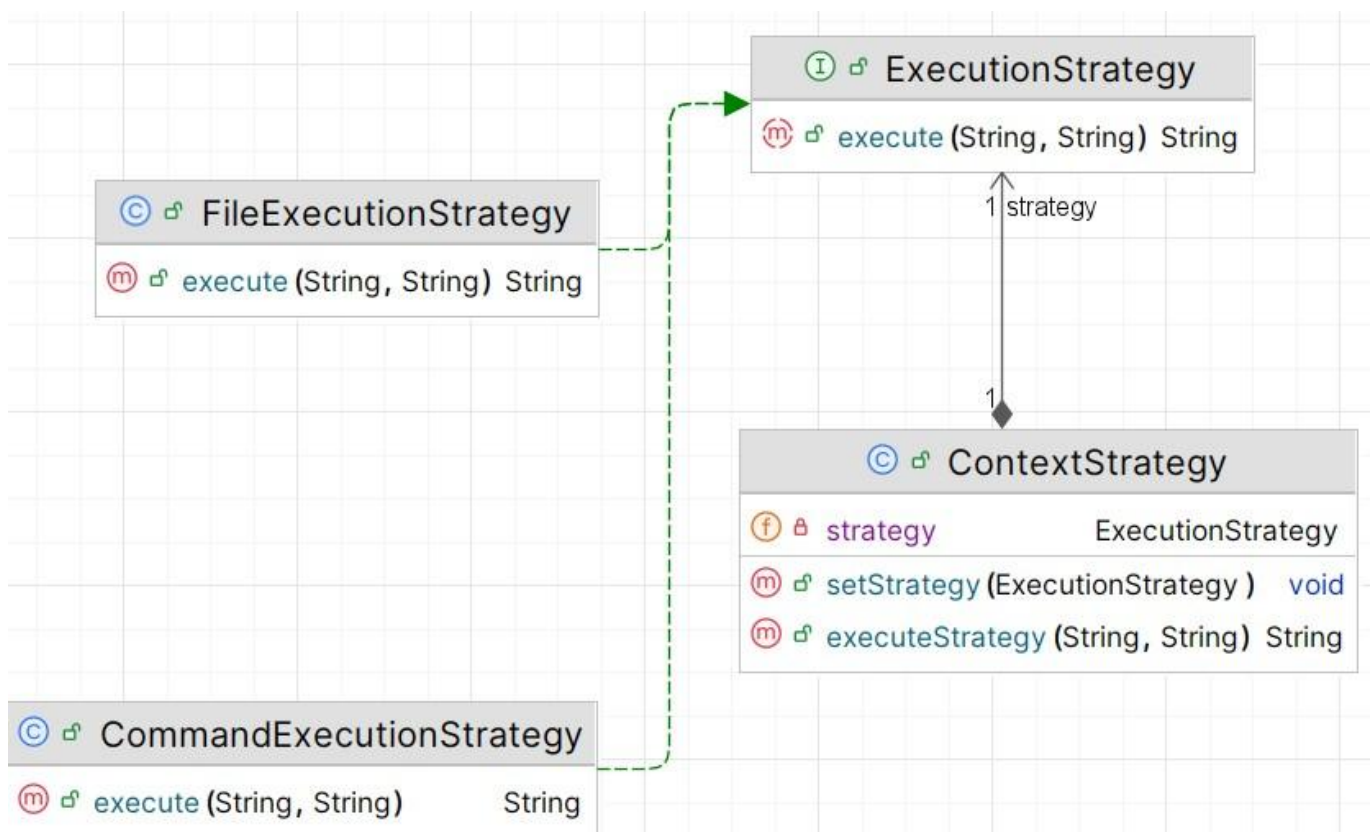 ExecutionStrategy
execute(String, String) String
FileExecutionStrategy
execute(String, String) String
1 strategy
1
ContextStrategy
strategy ExecutionStrategy
setStrategy(ExecutionStrategy) void
executeStrategy(String, String) String
CommandExecutionStrategy
execute(String, String) String